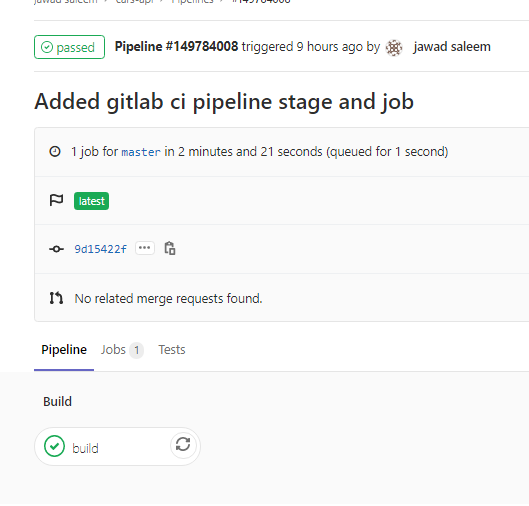 jawad saleem > cars-api > Pipelines > #149784008
passed Pipeline #149784008 triggered 9 hours ago by jawad saleem
Added gitlab ci pipeline stage and job
1 job for master in 2 minutes and 21 seconds (queued for 1 second)
latest
9d15422f
No related merge requests found.
Pipeline Jobs 1 Tests
Build
build